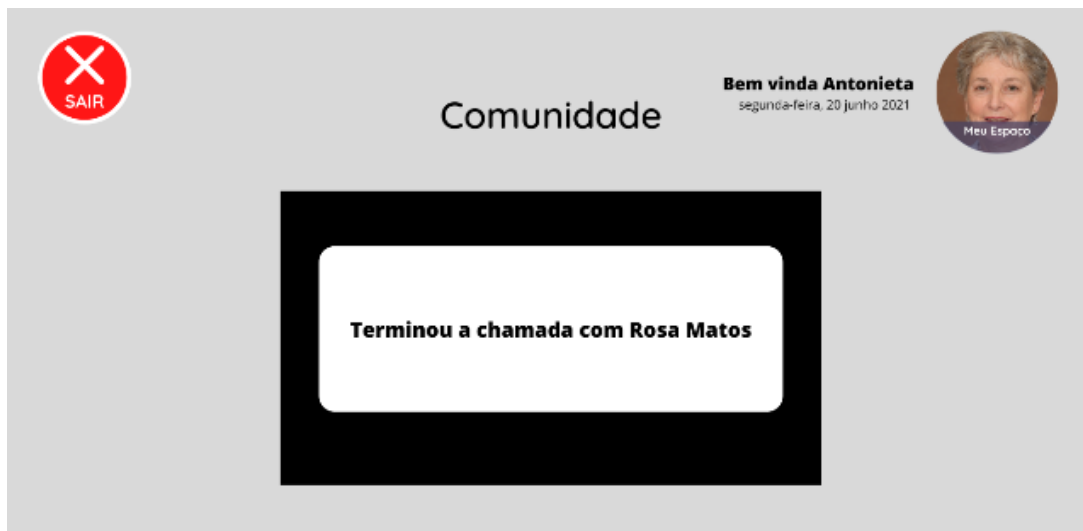 SAIR
Comunidade
Bem vinda Antonieta
segunda-feira, 20 junho 2021
Meu Espaço
Terminou a chamada com Rosa Matos